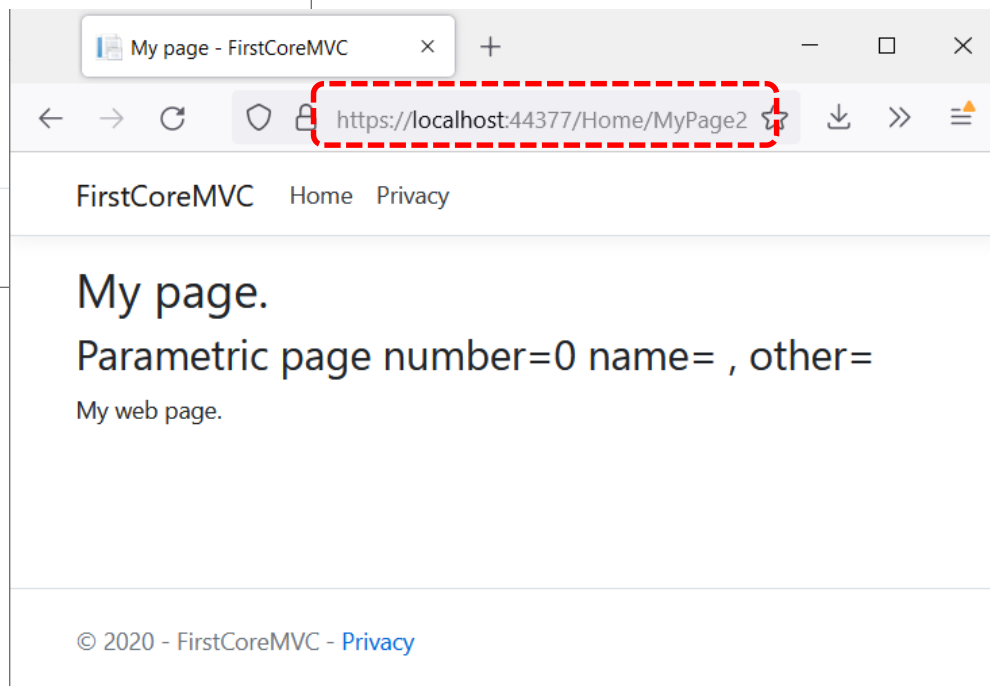 My page - FirstCoreMVC
https://localhost:44377/Home/MyPage2
FirstCoreMVC Home Privacy
My page.
Parametric page number=0 name= , other=
My web page.
© 2020 - FirstCoreMVC - Privacy